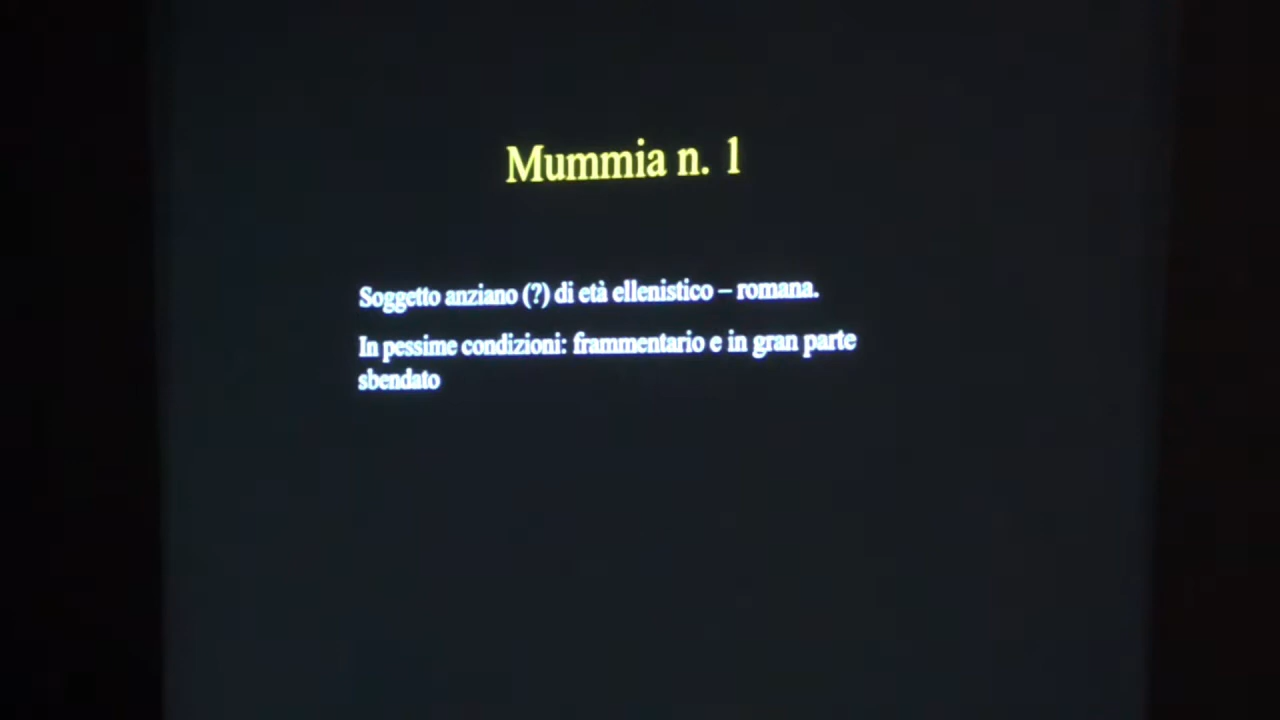 Mummia n. 1
Soggetto anziano (?) di età ellenistico – romana.
In pessime condizioni: frammentario e in gran parte
sbendato